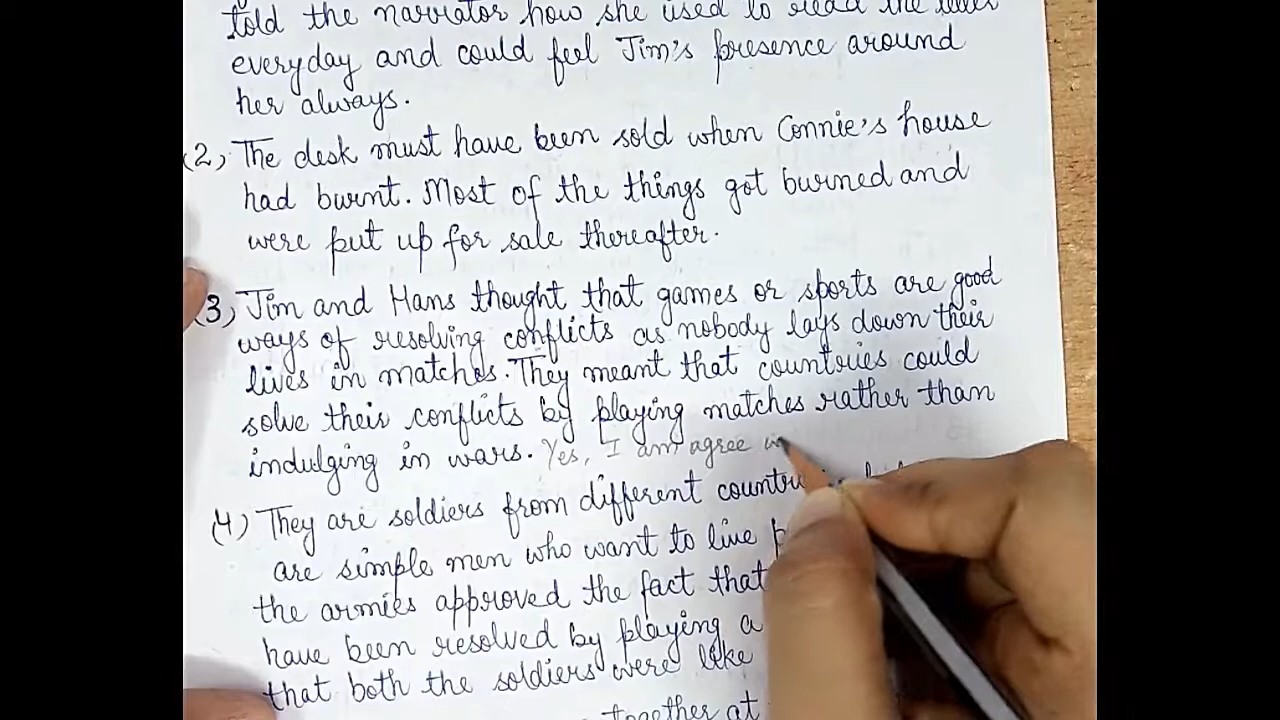 told the narrator how she used to read the letter
everyday and could feel Jim's presence around
her always.
(2) The desk must have been sold when Connie's house
had burnt. Most of the things got burned and
were put up for sale thereafter.
(3) Jim and Hans thought that games or sports are good
ways of resolving conflicts as nobody lays down their
lives in matches. They meant that countries could
solve their conflicts by playing matches rather than
indulging in wars. Yes, I am agree
(4) They are soldiers from different
are simple men who want to live
the armies approved the fact that
have been resolved by playing a
that both the soldiers were like
together at